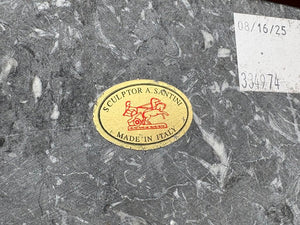 08/16/25
334974
SCULPTOR A. SANTINI
MADE IN ITALY